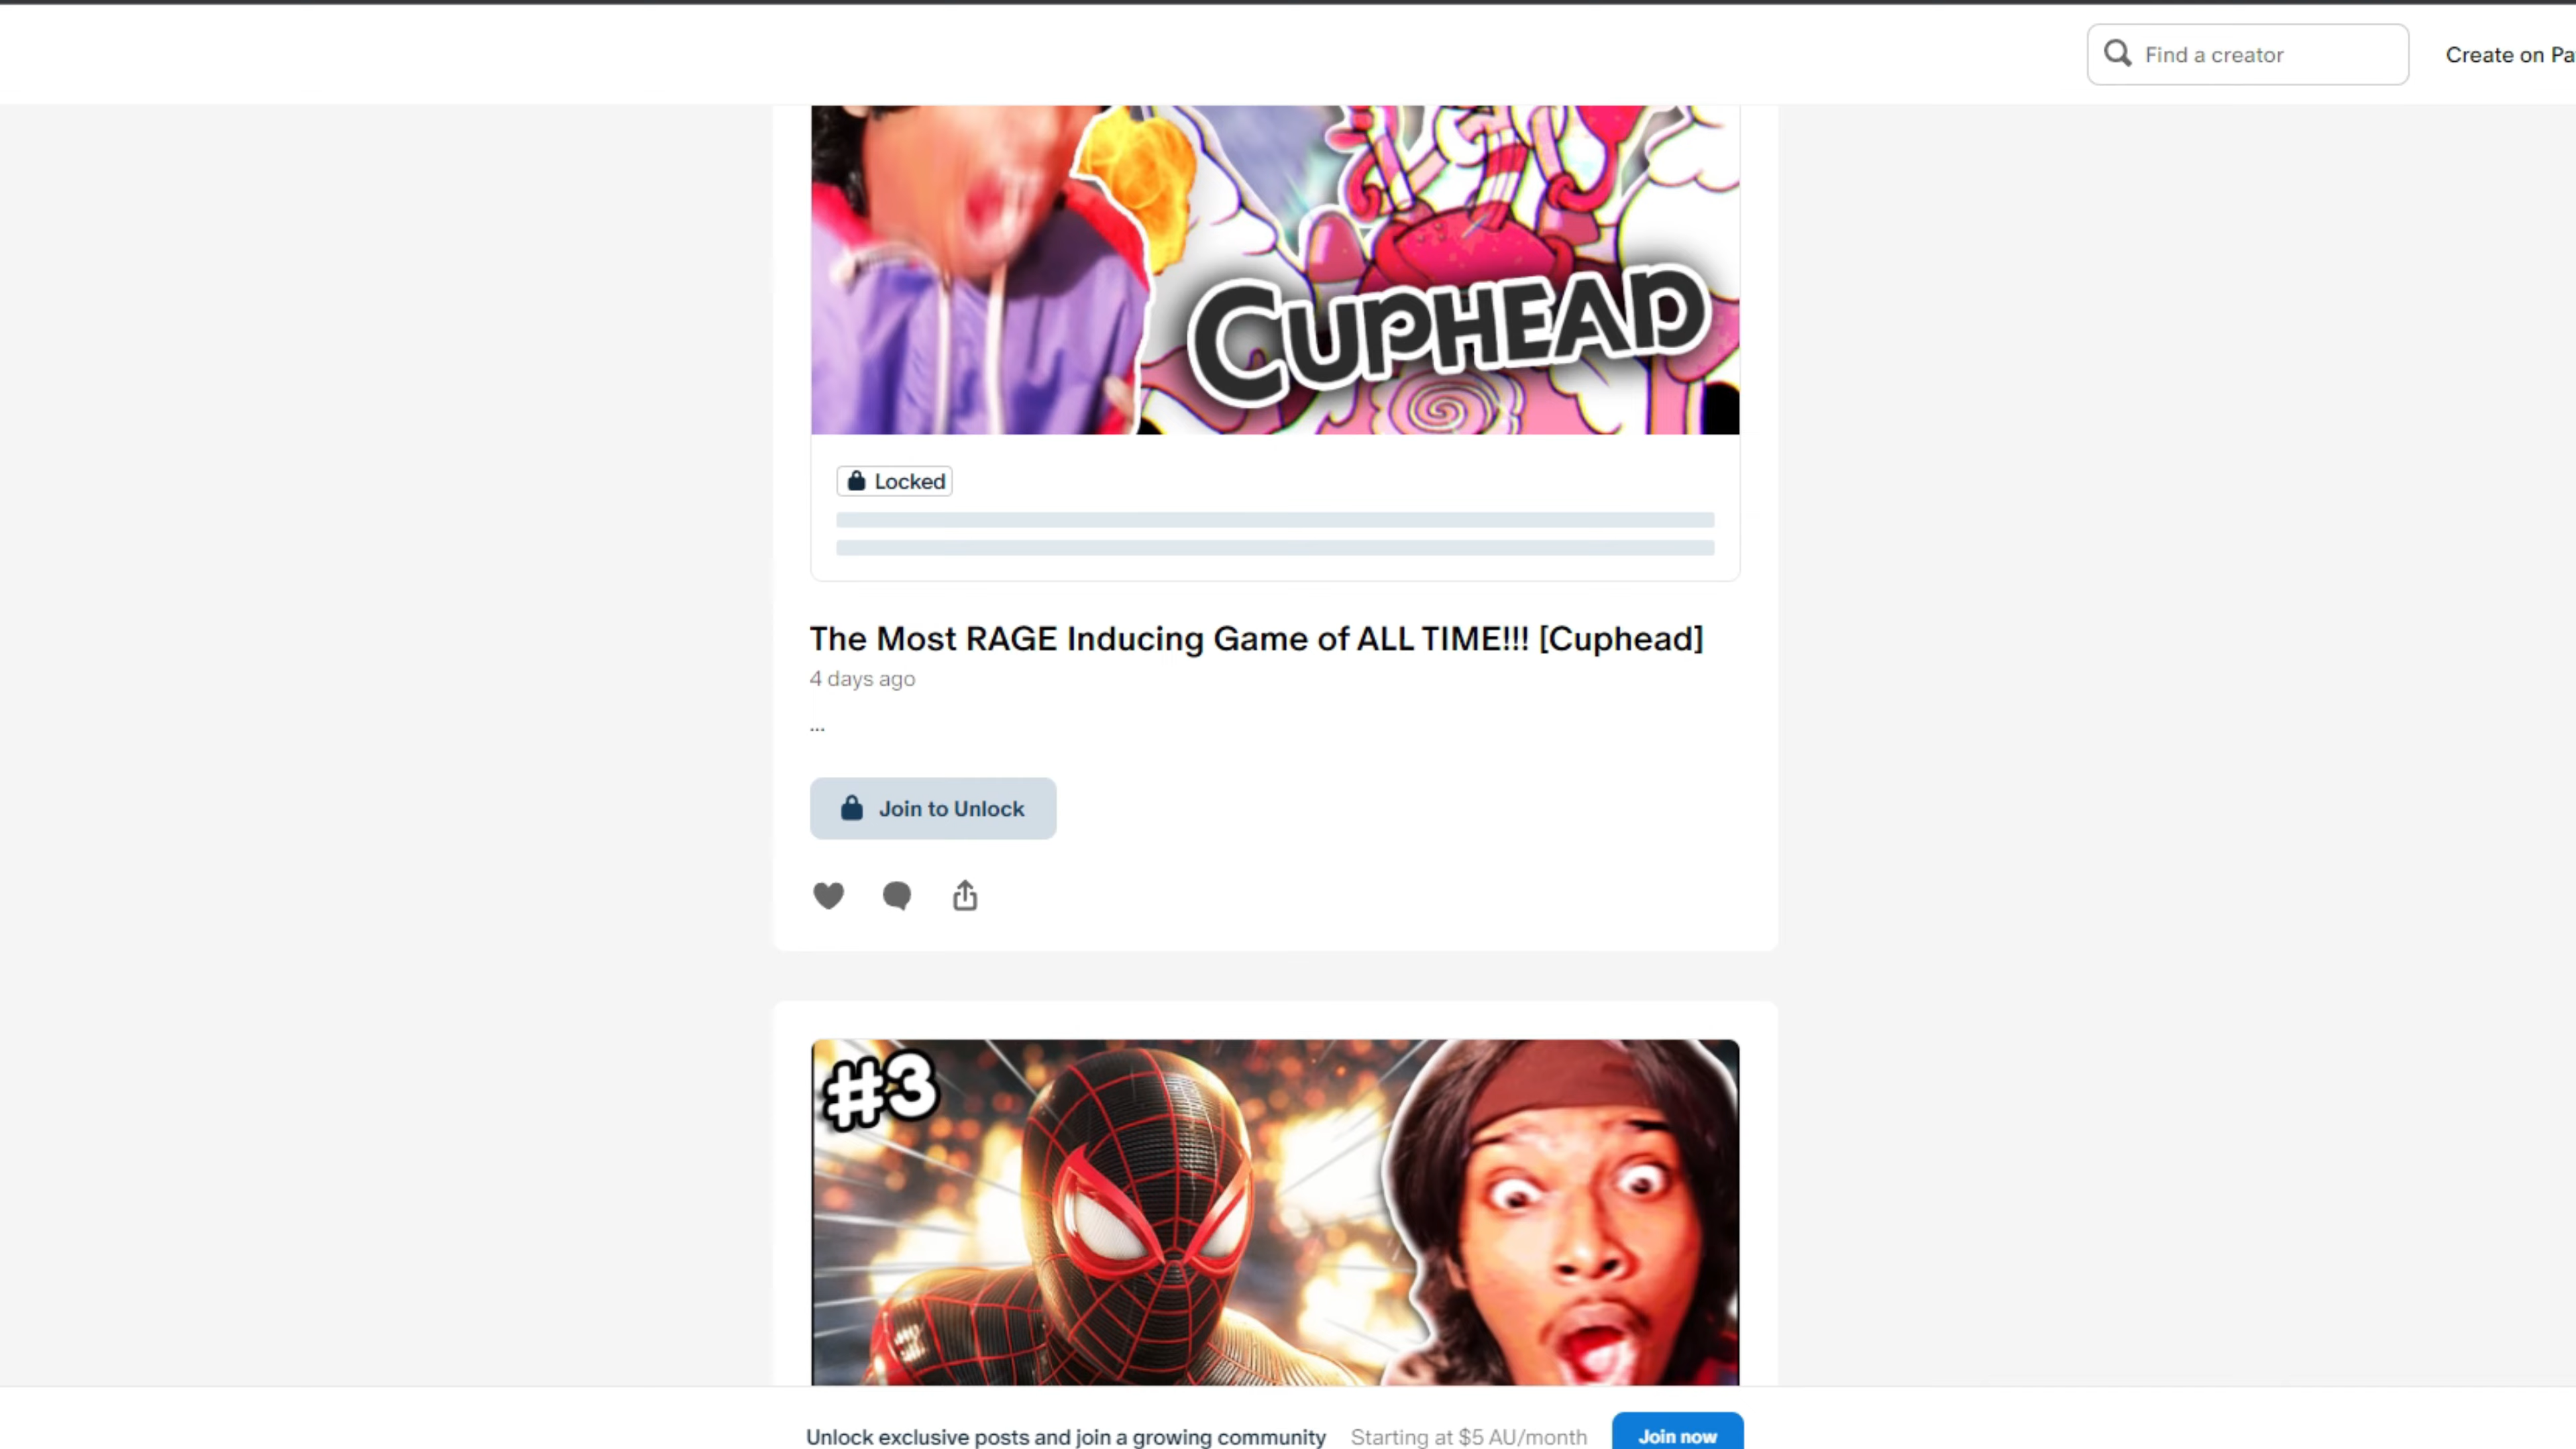 Find a creator
Create on Pa
CUPHEAD
Locked
The Most RAGE Inducing Game of ALL TIME!!! [Cuphead]
4 days ago
...
Join to Unlock
#3
Unlock exclusive posts and join a growing community
Starting at $5 AU/month
Join now